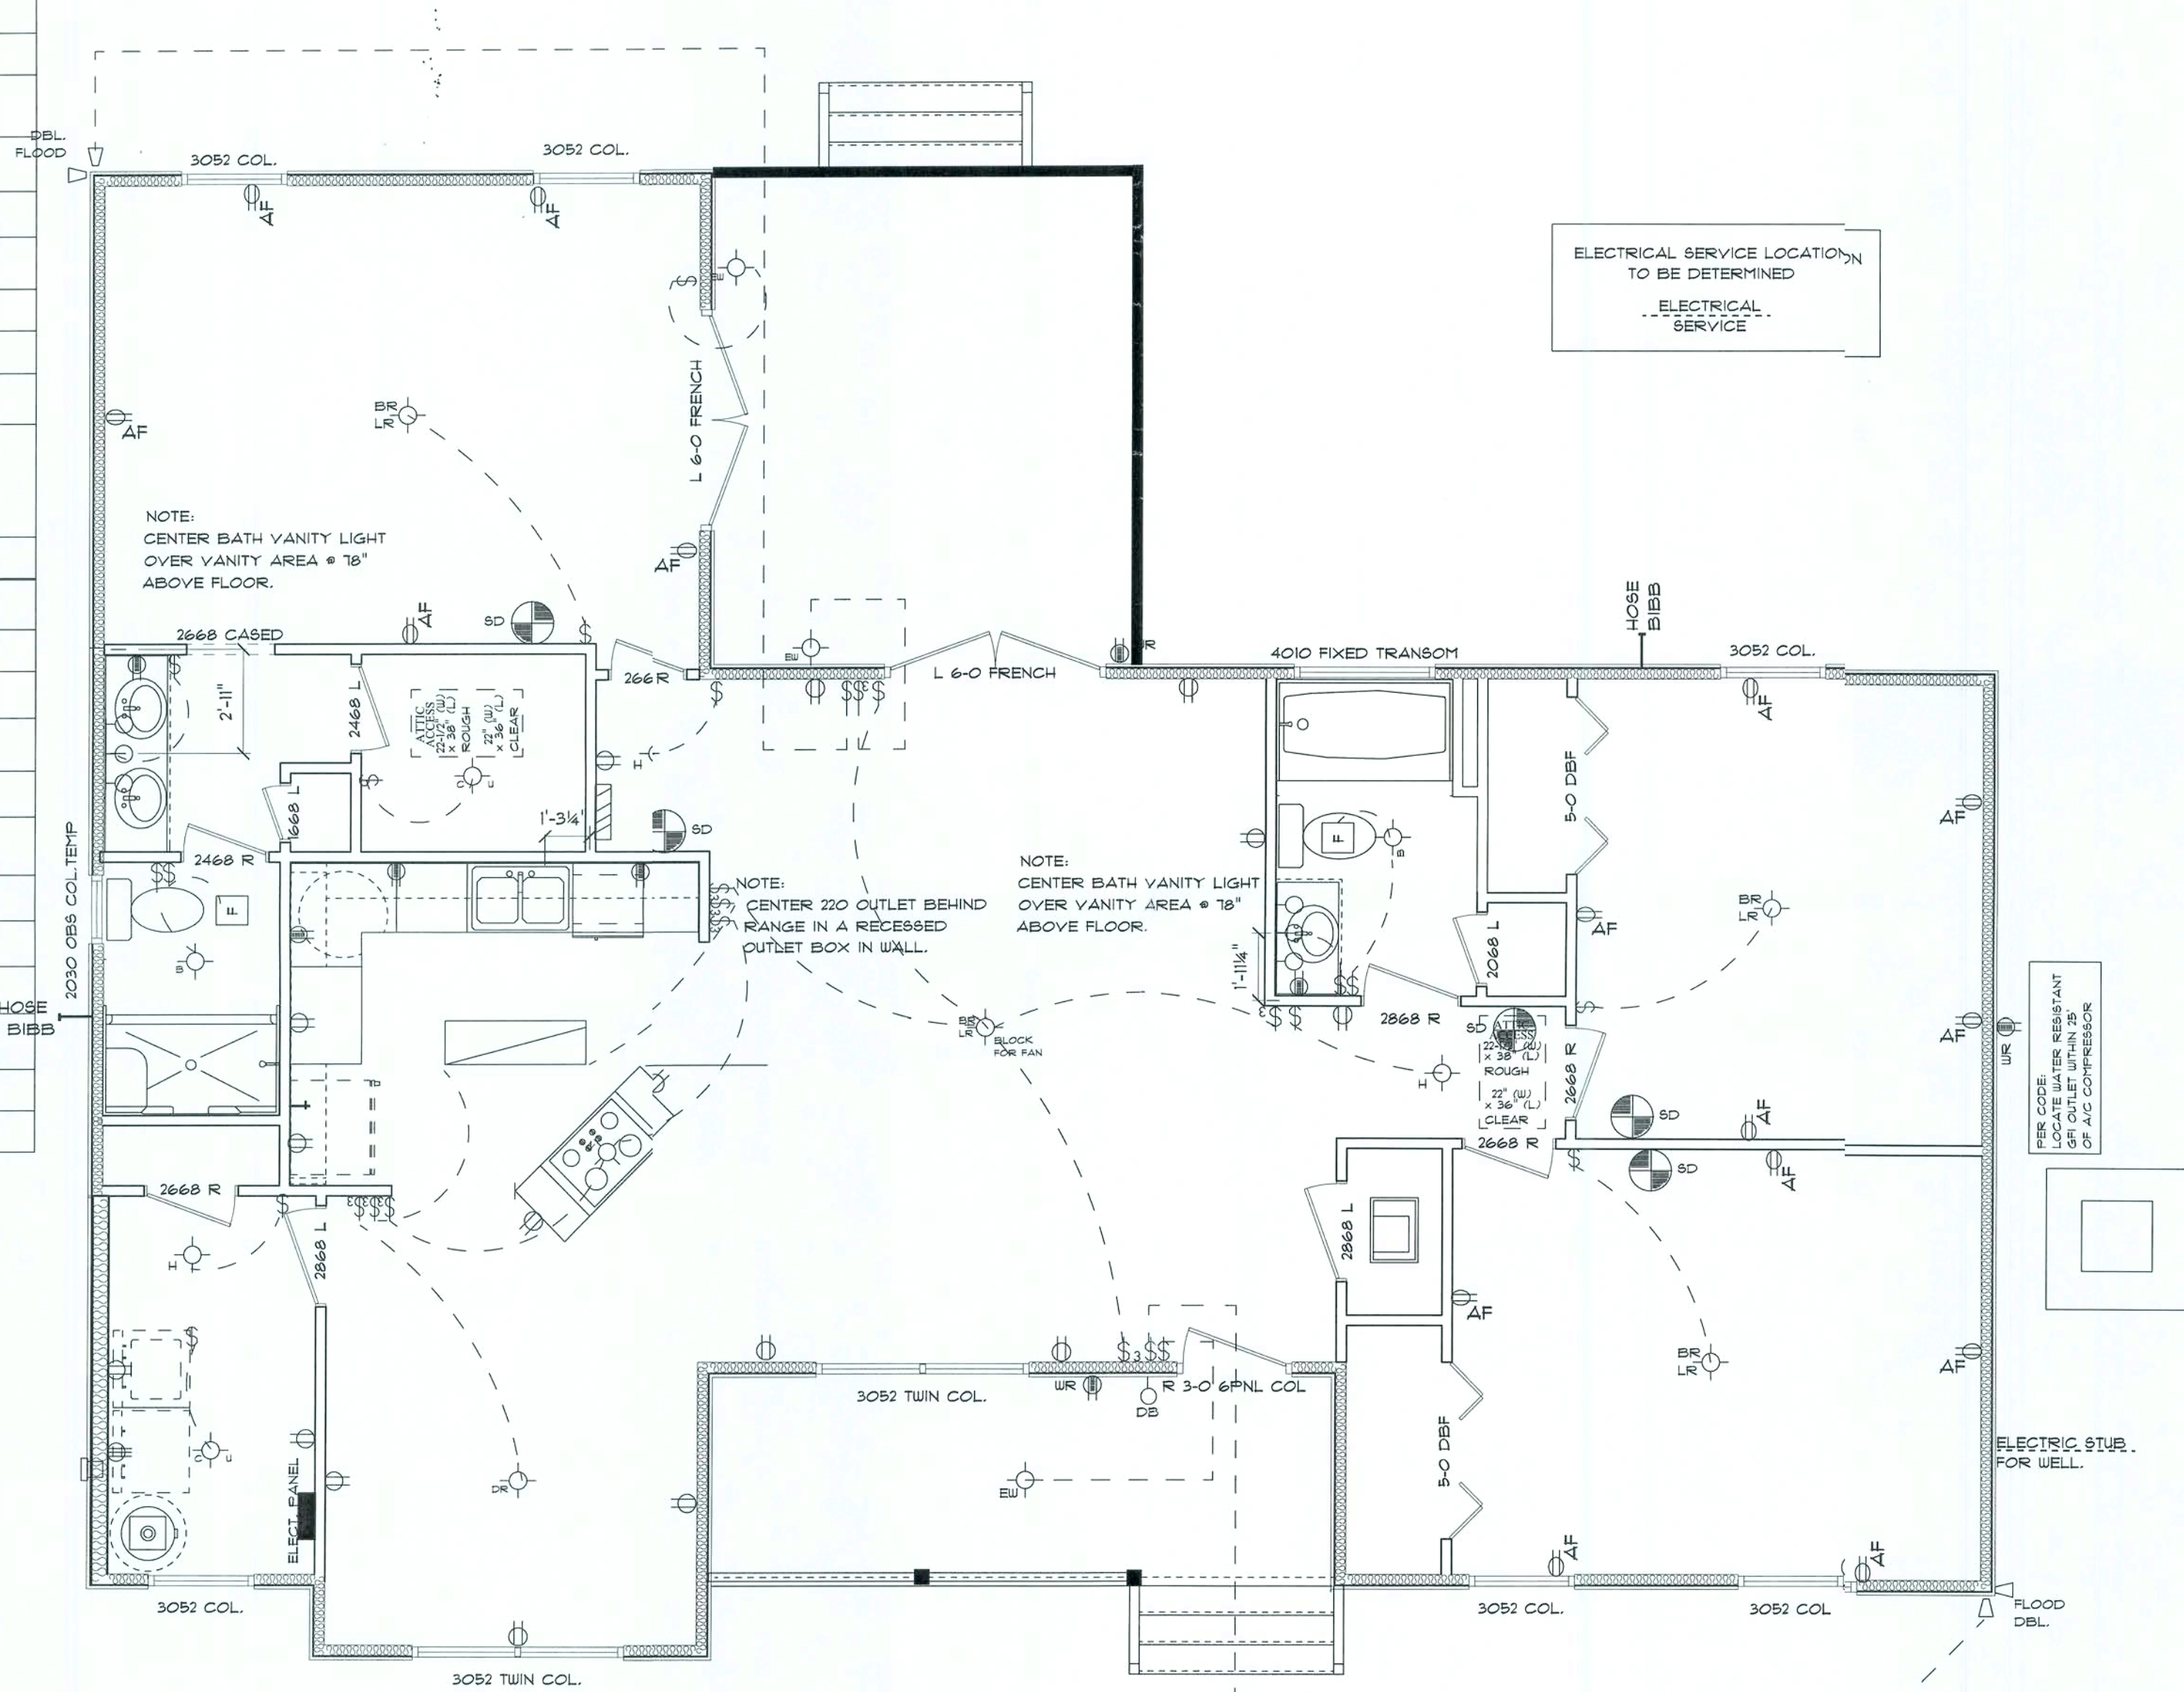 DBL.
FLOOD
3052 COL.
3052 COL.
AF
AF
ELECTRICAL SERVICE LOCATION
TO BE DETERMINED
ELECTRICAL
SERVICE
EW
L 6-0 FRENCH
BR
LR
AF
NOTE:
CENTER BATH VANITY LIGHT
OVER VANITY AREA @ 78"
ABOVE FLOOR.
AF
AF
SD
2668 CASED
EW
R
HOSE
BIBB
4010 FIXED TRANSOM
3052 COL.
L 6-0 FRENCH
266 R
2'-11"
2468 L
ATTIC
ACCESS
22-1/2" (W)
x 38" (L)
ROUGH
22" (W)
x 36" (L)
CLEAR
H
AF
5-0 DBF
AF
1668 L
1'-3¼"
SD
2468 R
F
F
B
2030 OBS COL. TEMP
NOTE:
CENTER 220 OUTLET BEHIND
RANGE IN A RECESSED
OUTLET BOX IN WALL.
NOTE:
CENTER BATH VANITY LIGHT
OVER VANITY AREA @ 78"
ABOVE FLOOR.
B
BR
LR
AF
2068 L
1'-11¼"
HOSE
BIBB
BR
LR
BLOCK
FOR FAN
2868 R
SD
ATTIC
ACCESS
22-1/2" (W)
x 38" (L)
ROUGH
22" (W)
x 36" (L)
CLEAR
H
2668 R
AF
WR
PER CODE:
LOCATE WATER RESISTANT
GFI OUTLET WITHIN 25'
OF A/C COMPRESSOR
SD
AF
2668 R
SD
AF
2668 R
2868 L
H
2868 L
AF
BR
LR
AF
3052 TWIN COL.
WR
R 3-0 6PNL COL
DB
EW
DR
ELECT. PANEL
5-0 DBF
ELECTRIC STUB
FOR WELL.
AF
AF
3052 COL.
3052 COL.
3052 COL
FLOOD
DBL.
3052 TWIN COL.